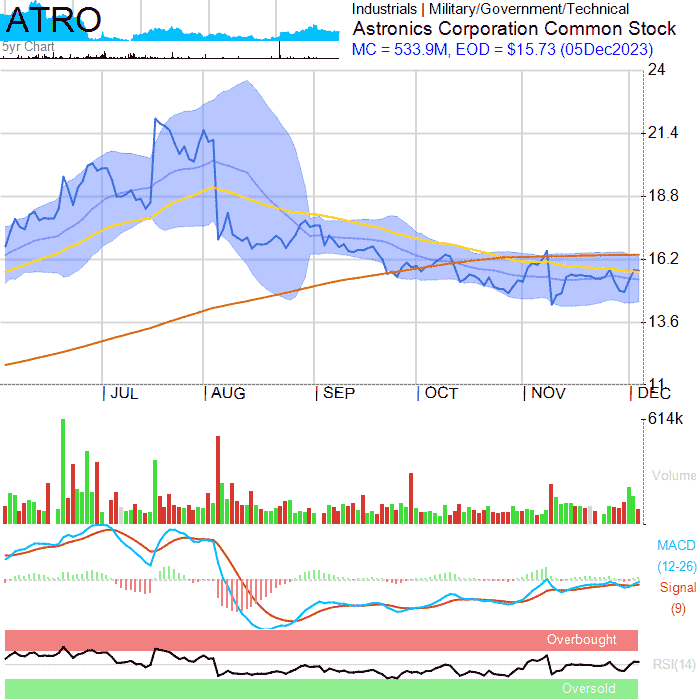 ATRO
5yr Chart
Industrials | Military/Government/Technical
Astronics Corporation Common Stock
MC = 533.9M, EOD = $15.73 (05Dec2023)
24
21.4
18.8
16.2
13.6
11
JUL AUG SEP OCT NOV DEC
614k
Volume
MACD
(12-26)
Signal
(9)
Overbought
RSI(14)
Oversold